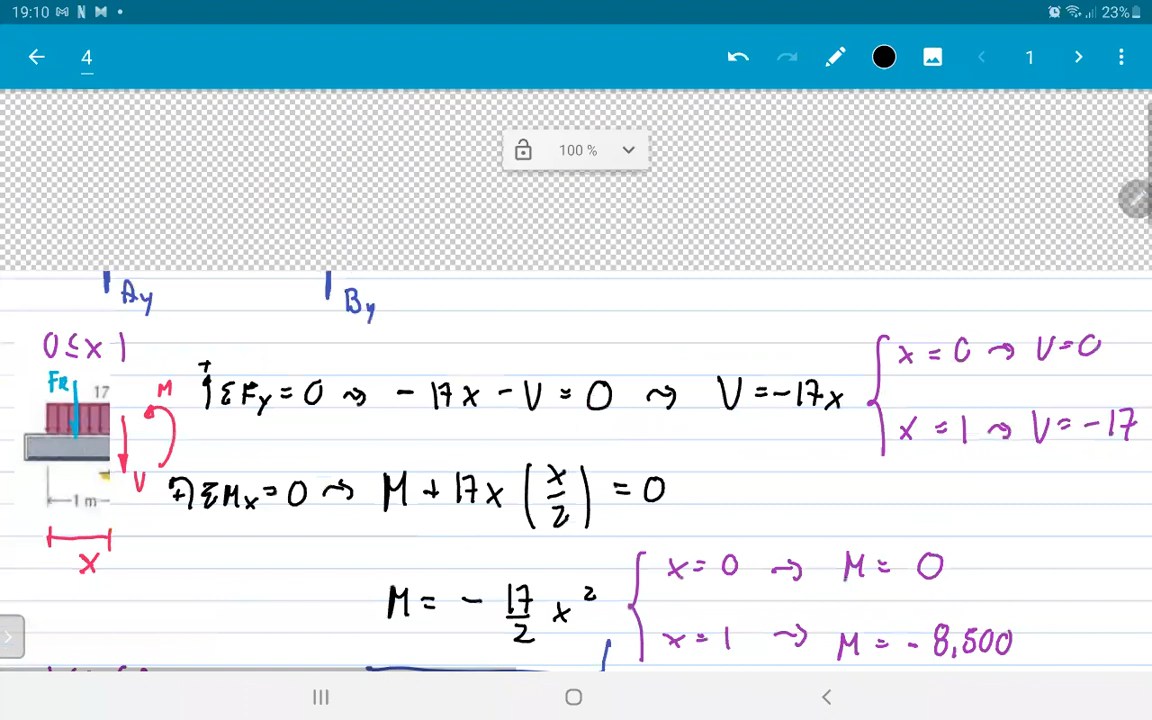 19:10 23%
4 1
100 %
Ay By
0 ≤ x 1
FR 17 M
+↑ΣFy = 0 ⇝ - 17x - V = 0 ⇝ V = -17x { x = 0 ⇝ V = 0
x = 1 ⇝ V = -17
V
ΣMx = 0 ⇝ M + 17x (x/2) = 0
1 m
x
M = - 17/2 x² { x = 0 ⇝ M = 0
x = 1 ⇝ M = - 8,500